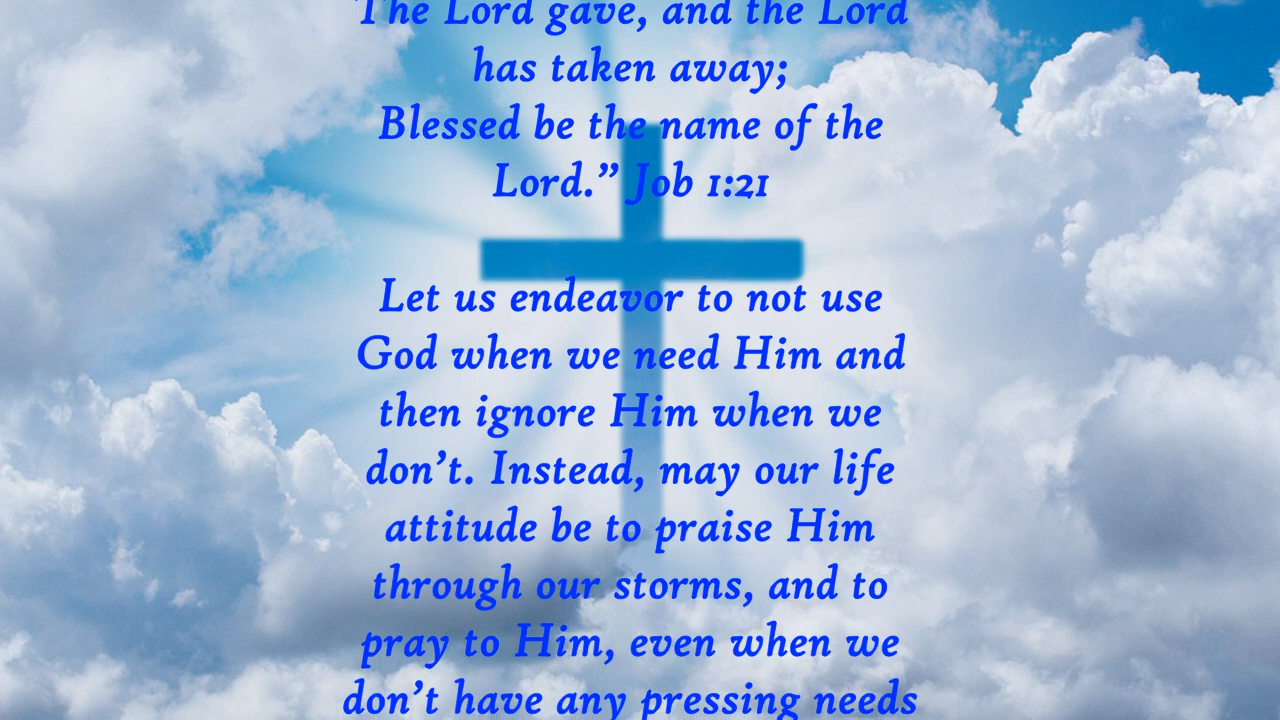 The Lord gave, and the Lord
has taken away;
Blessed be the name of the
Lord.” Job 1:21
Let us endeavor to not use
God when we need Him and
then ignore Him when we
don’t. Instead, may our life
attitude be to praise Him
through our storms, and to
pray to Him, even when we
don’t have any pressing needs